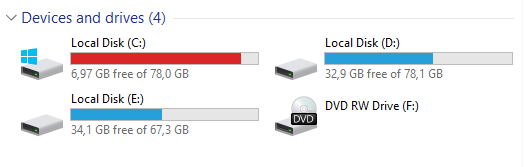 Devices and drives (4)
Local Disk (C:)
6,97 GB free of 78,0 GB
Local Disk (D:)
32,9 GB free of 78,1 GB
Local Disk (E:)
34,1 GB free of 67,3 GB
DVD RW Drive (F:)
DVD